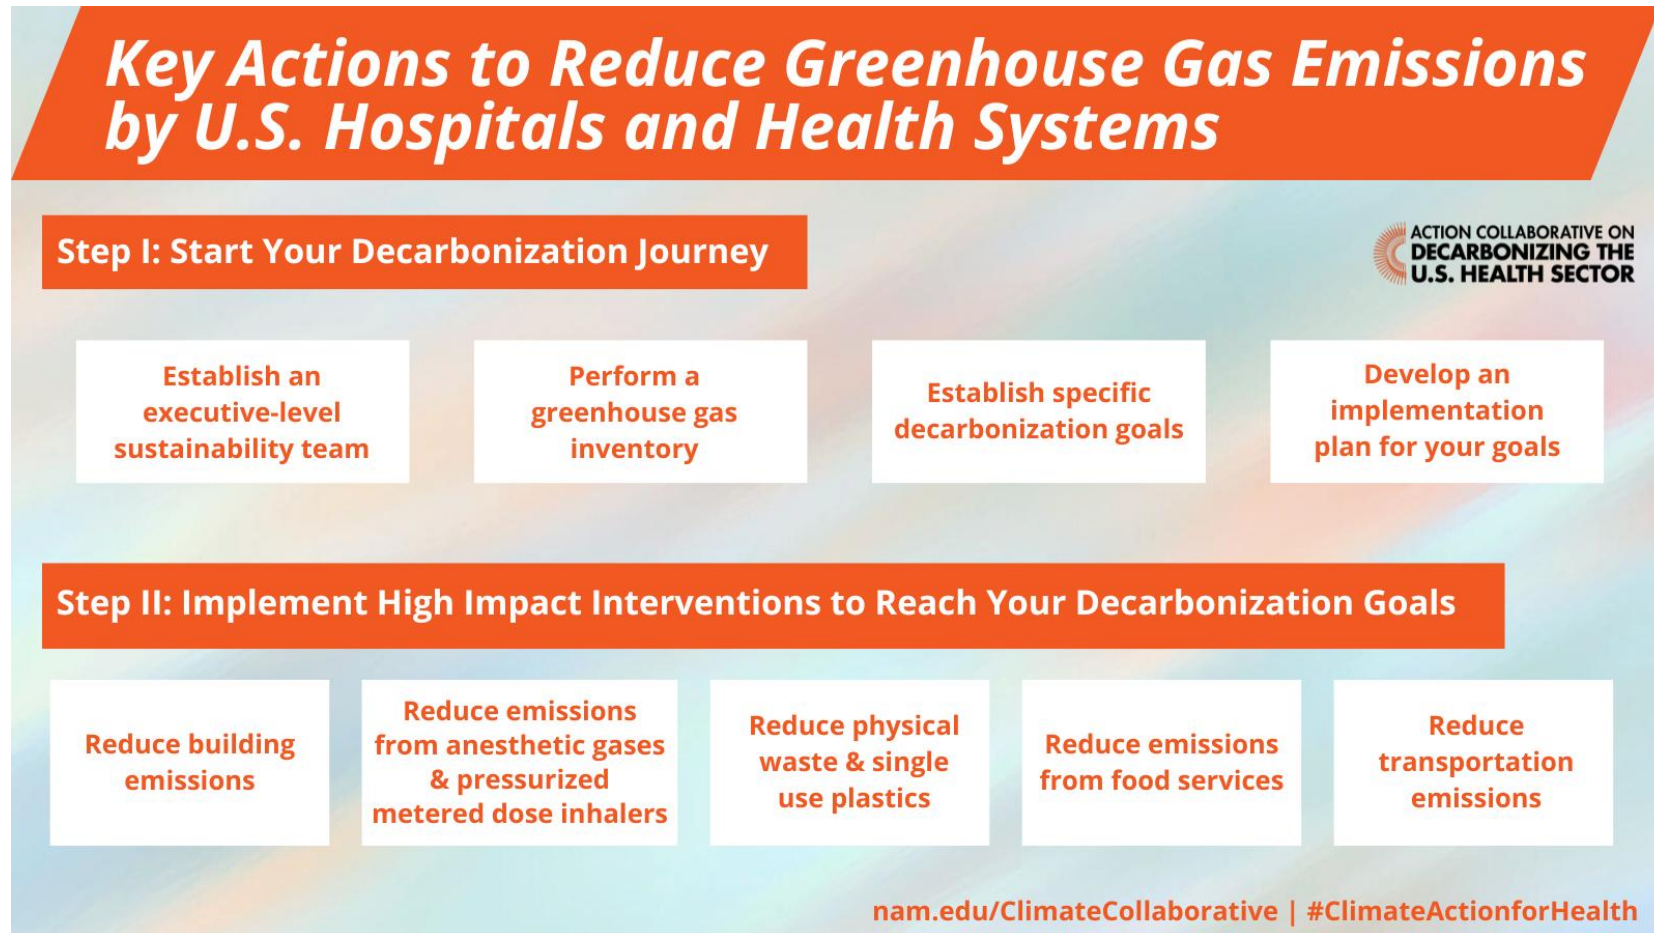 Key Actions to Reduce Greenhouse Gas Emissions
by U.S. Hospitals and Health Systems
Step I: Start Your Decarbonization Journey
ACTION COLLABORATIVE ON
DECARBONIZING THE
U.S. HEALTH SECTOR
Establish an
executive-level
sustainability team
Perform a
greenhouse gas
inventory
Establish specific
decarbonization goals
Develop an
implementation
plan for your goals
Step II: Implement High Impact Interventions to Reach Your Decarbonization Goals
Reduce building
emissions
Reduce emissions
from anesthetic gases
& pressurized
metered dose inhalers
Reduce physical
waste & single
use plastics
Reduce emissions
from food services
Reduce
transportation
emissions
nam.edu/ClimateCollaborative | #ClimateActionforHealth